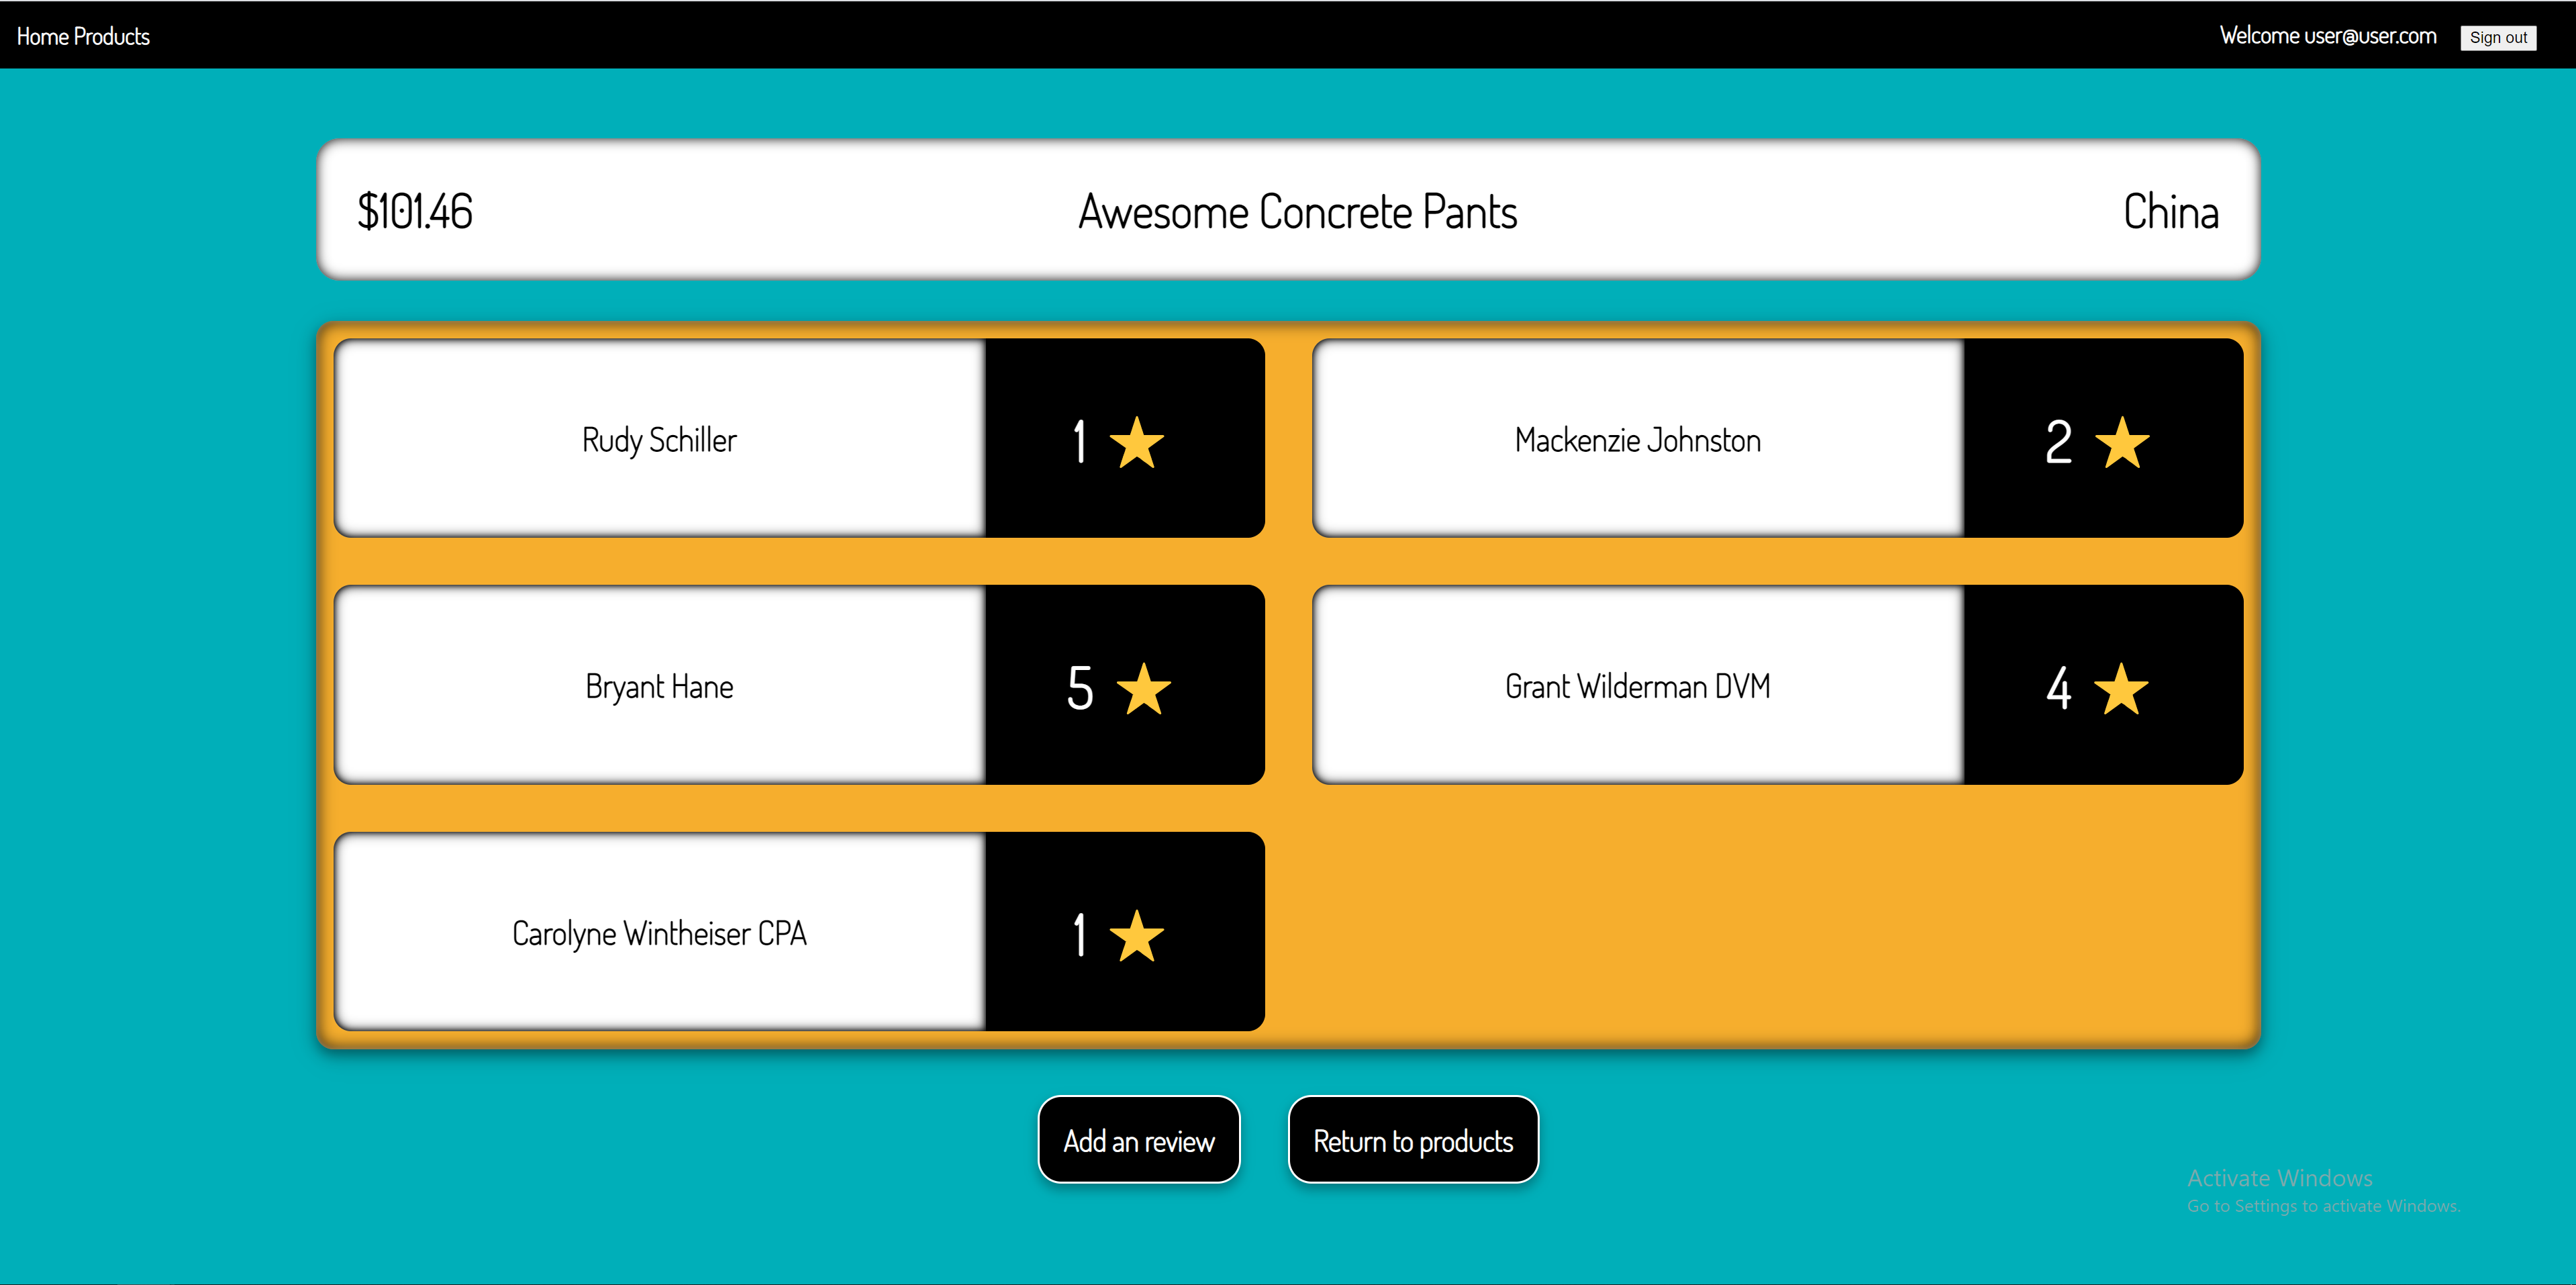 Home Products
Welcome user@user.com
Sign out
$101.46
Awesome Concrete Pants
China
Rudy Schiller
1
Mackenzie Johnston
2
Bryant Hane
5
Grant Wilderman DVM
4
Carolyne Wintheiser CPA
1
Add an review
Return to products
Activate Windows
Go to Settings to activate Windows.